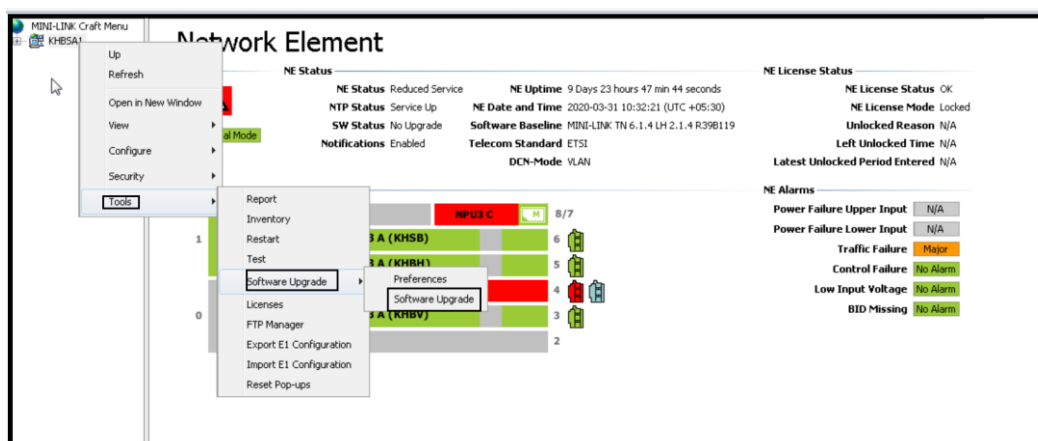 MINI-LINK Craft Menu
KHBSA1
Network Element
Up
Refresh
Open in New Window
View
Configure
Security
Tools
al Mode
NE Status
NE Status Reduced Service
NTP Status Service Up
SW Status No Upgrade
Notifications Enabled
NE Uptime 9 Days 23 hours 47 min 44 seconds
NE Date and Time 2020-03-31 10:32:21 (UTC +05:30)
Software Baseline MINI-LINK TN 6.1.4 LH 2.1.4 R39B119
Telecom Standard ETSI
DCN-Mode VLAN
NE License Status
NE License Status OK
NE License Mode Locked
Unlocked Reason N/A
Left Unlocked Time N/A
Latest Unlocked Period Entered N/A
Report
Inventory
Restart
Test
Software Upgrade
Licenses
FTP Manager
Export E1 Configuration
Import E1 Configuration
Reset Pop-ups
Preferences
Software Upgrade
NPU3 C M 8/7
1 3 A (KHSB) 6
3 A (KHBH) 5
4
0 3 A (KHBV) 3
2
NE Alarms
Power Failure Upper Input N/A
Power Failure Lower Input N/A
Traffic Failure Major
Control Failure No Alarm
Low Input Voltage No Alarm
BID Missing No Alarm